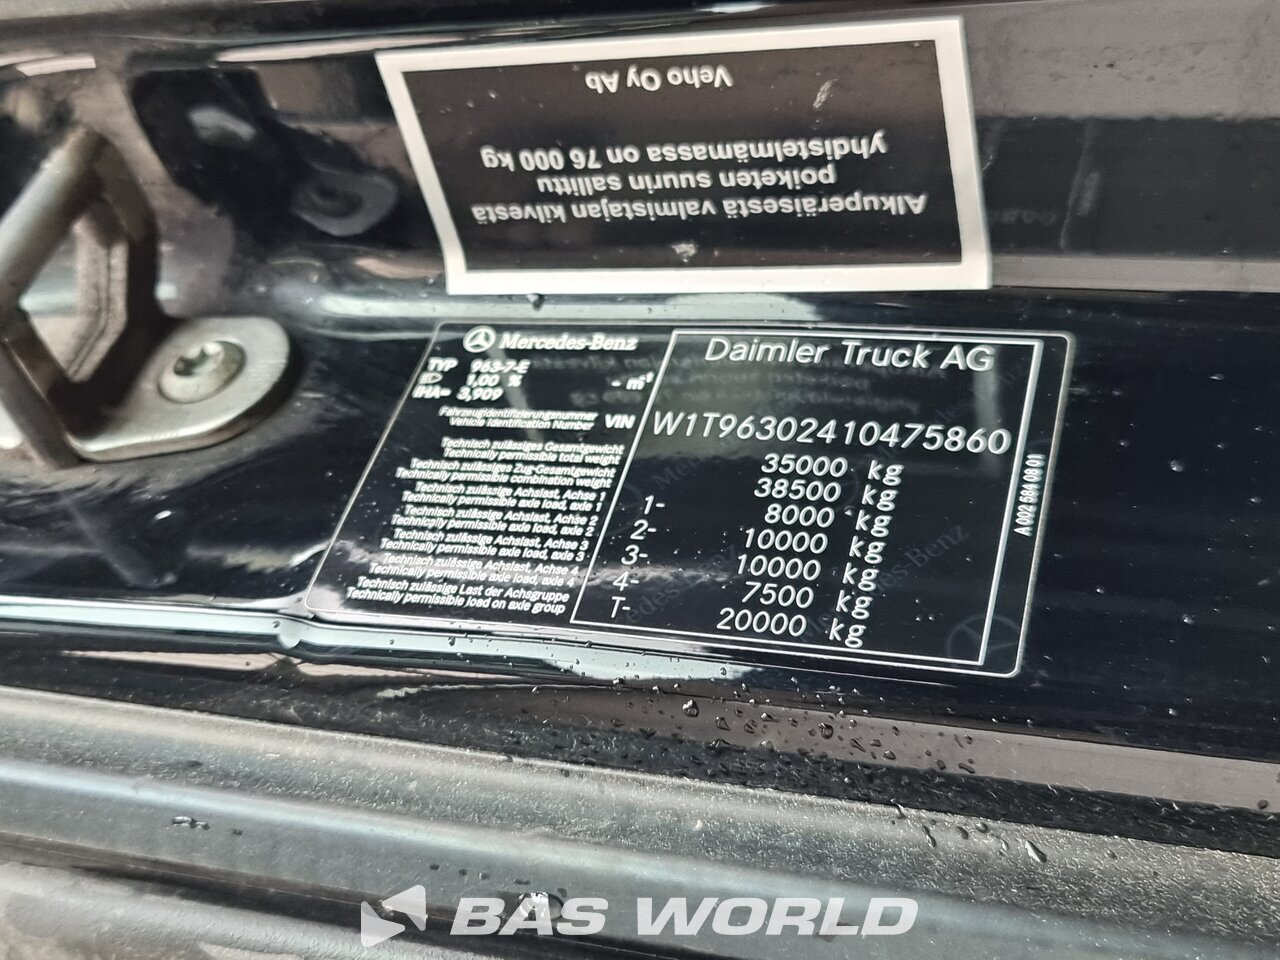 Alkuperäisestä valmistajan kilvestä
poiketen suurin sallittu
yhdistelmämassa on 76 000 kg
Veho Oy Ab
Mercedes-Benz
TYP 963-7-E
1,00 % - m⁻¹
IHA= 3,909
Daimler Truck AG
Fahrzeugidentifizierungsnummer
Vehicle Identification Number VIN W1T96302410475860
Technisch zulässiges Gesamtgewicht
Technically permissible total weight 35000 kg
Technisch zulässiges Zug-Gesamtgewicht
Technically permissible combination weight 38500 kg
Technisch zulässige Achslast, Achse 1
Technically permissible axle load, axle 1 1- 8000 kg
Technisch zulässige Achslast, Achse 2
Technically permissible axle load, axle 2 2- 10000 kg
Technisch zulässige Achslast, Achse 3
Technically permissible axle load, axle 3 3- 10000 kg
Technisch zulässige Achslast, Achse 4
Technically permissible axle load, axle 4 4- 7500 kg
Technisch zulässige Last der Achsgruppe
Technically permissible load on axle group T- 20000 kg
A 002 584 08 01
BAS WORLD